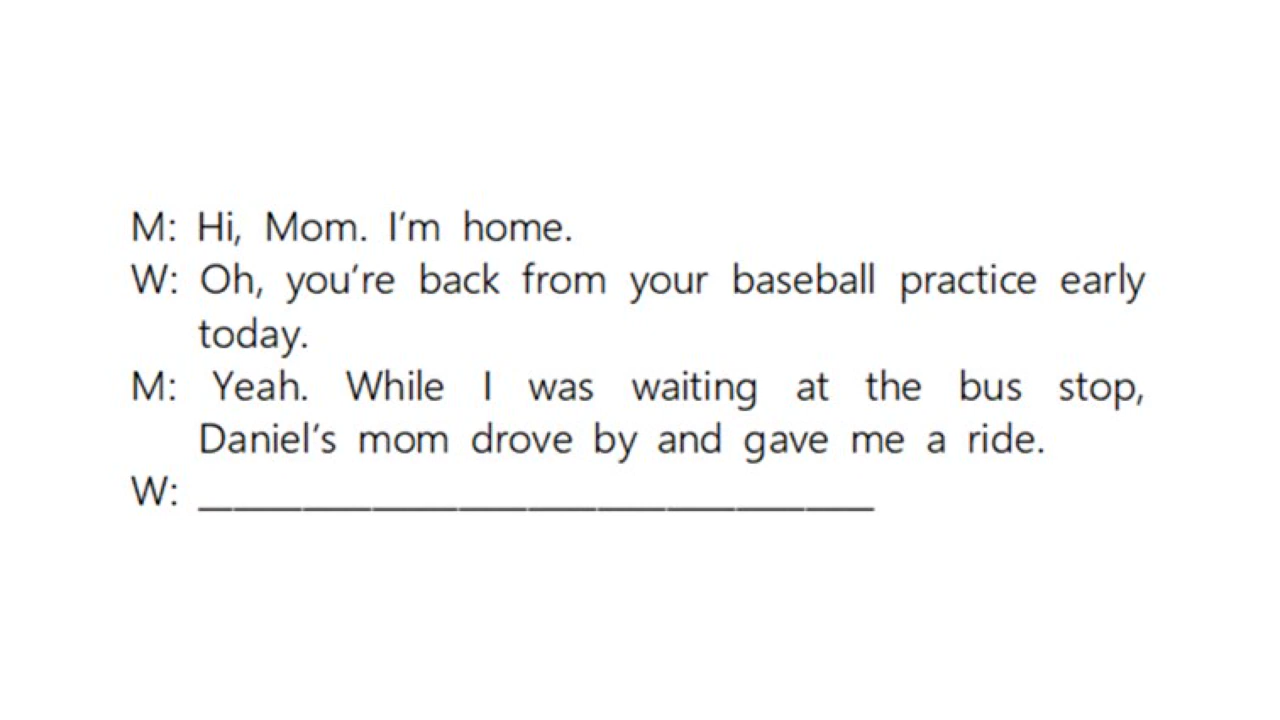 M: Hi, Mom. I’m home.
W: Oh, you’re back from your baseball practice early
today.
M: Yeah. While I was waiting at the bus stop,
Daniel’s mom drove by and gave me a ride.
W: ____________________________